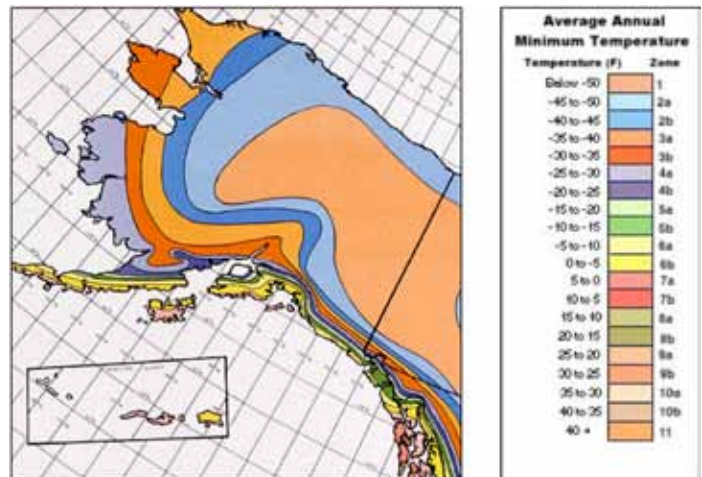 Average Annual
Minimum Temperature
Temperature (F) Zone
Below -50 1
-45 to -50 2a
-40 to -45 2b
-35 to -40 3a
-30 to -35 3b
-25 to -30 4a
-20 to -25 4b
-15 to -20 5a
-10 to -15 5b
-5 to -10 6a
0 to -5 6b
5 to 0 7a
10 to 5 7b
15 to 10 8a
20 to 15 8b
25 to 20 9a
30 to 25 9b
35 to 30 10a
40 to 35 10b
40 + 11